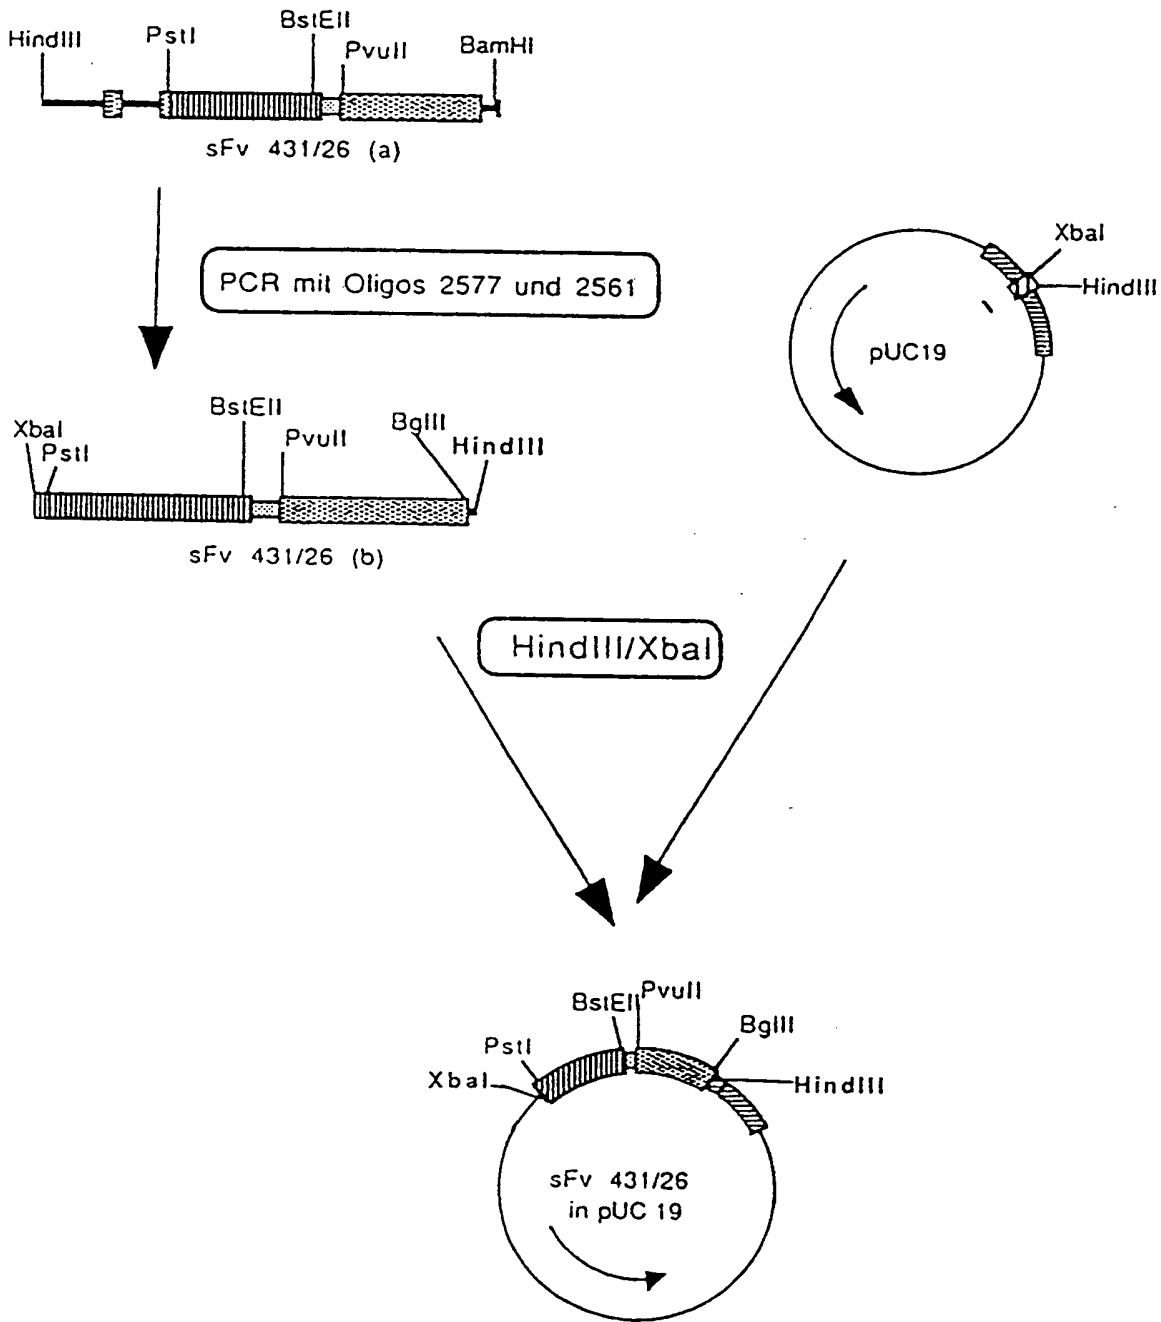 HindIII
PstI
BstEII
PvuII
BamHI
sFv 431/26 (a)
PCR mit Oligos 2577 und 2561
XbaI
HindIII
pUC19
XbaI
PstI
BstEII
PvuII
BglII
HindIII
sFv 431/26 (b)
HindIII/XbaI
BstEII
PvuII
BglII
PstI
XbaI
HindIII
sFv 431/26
in pUC 19